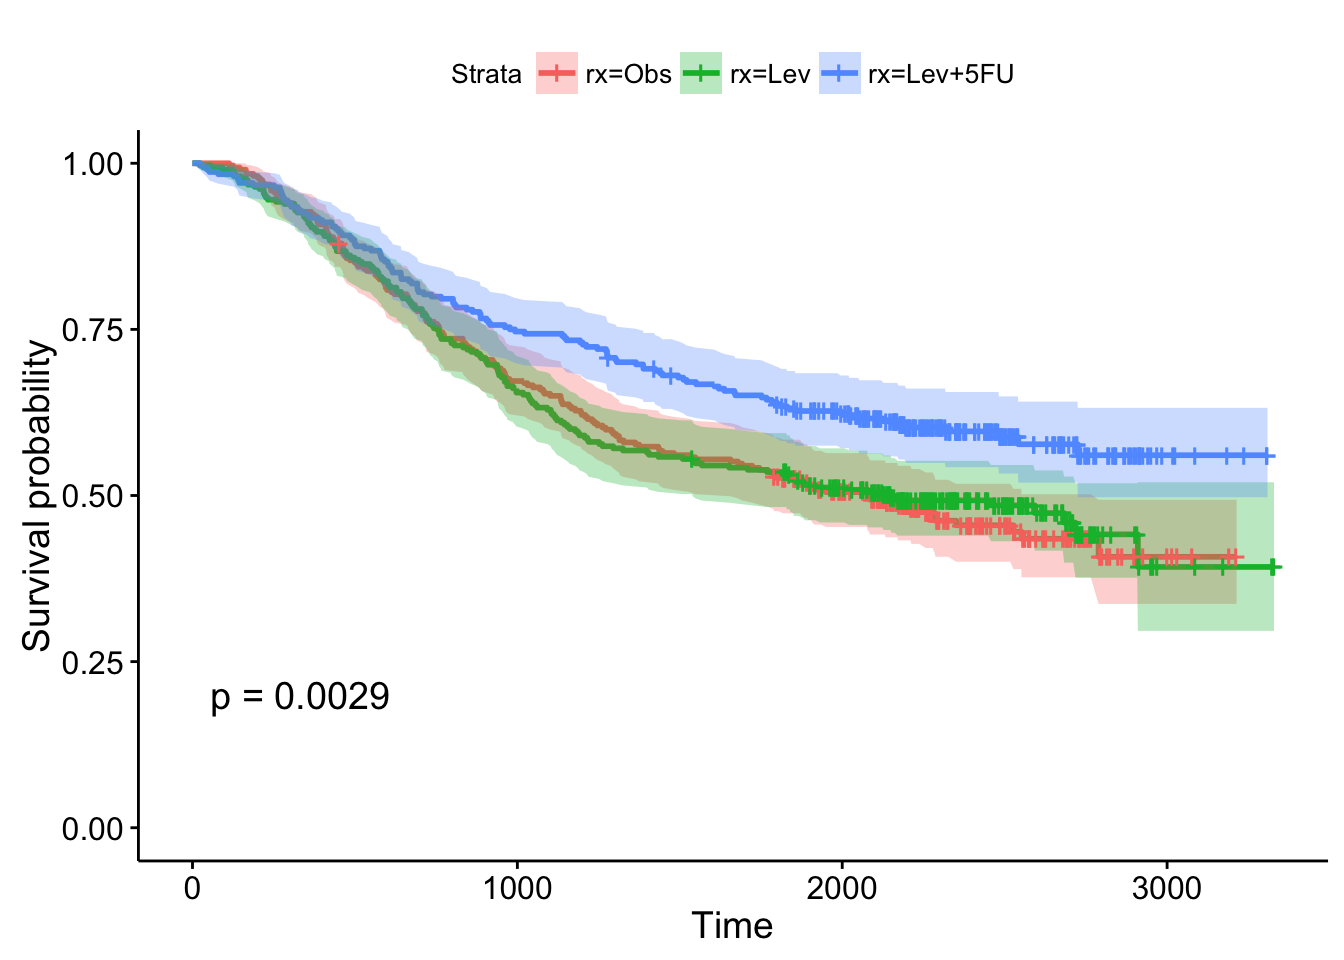 Strata rx=Obs rx=Lev rx=Lev+5FU
1.00
0.75
0.50
0.25
0.00
Survival probability
p = 0.0029
0 1000 2000 3000
Time